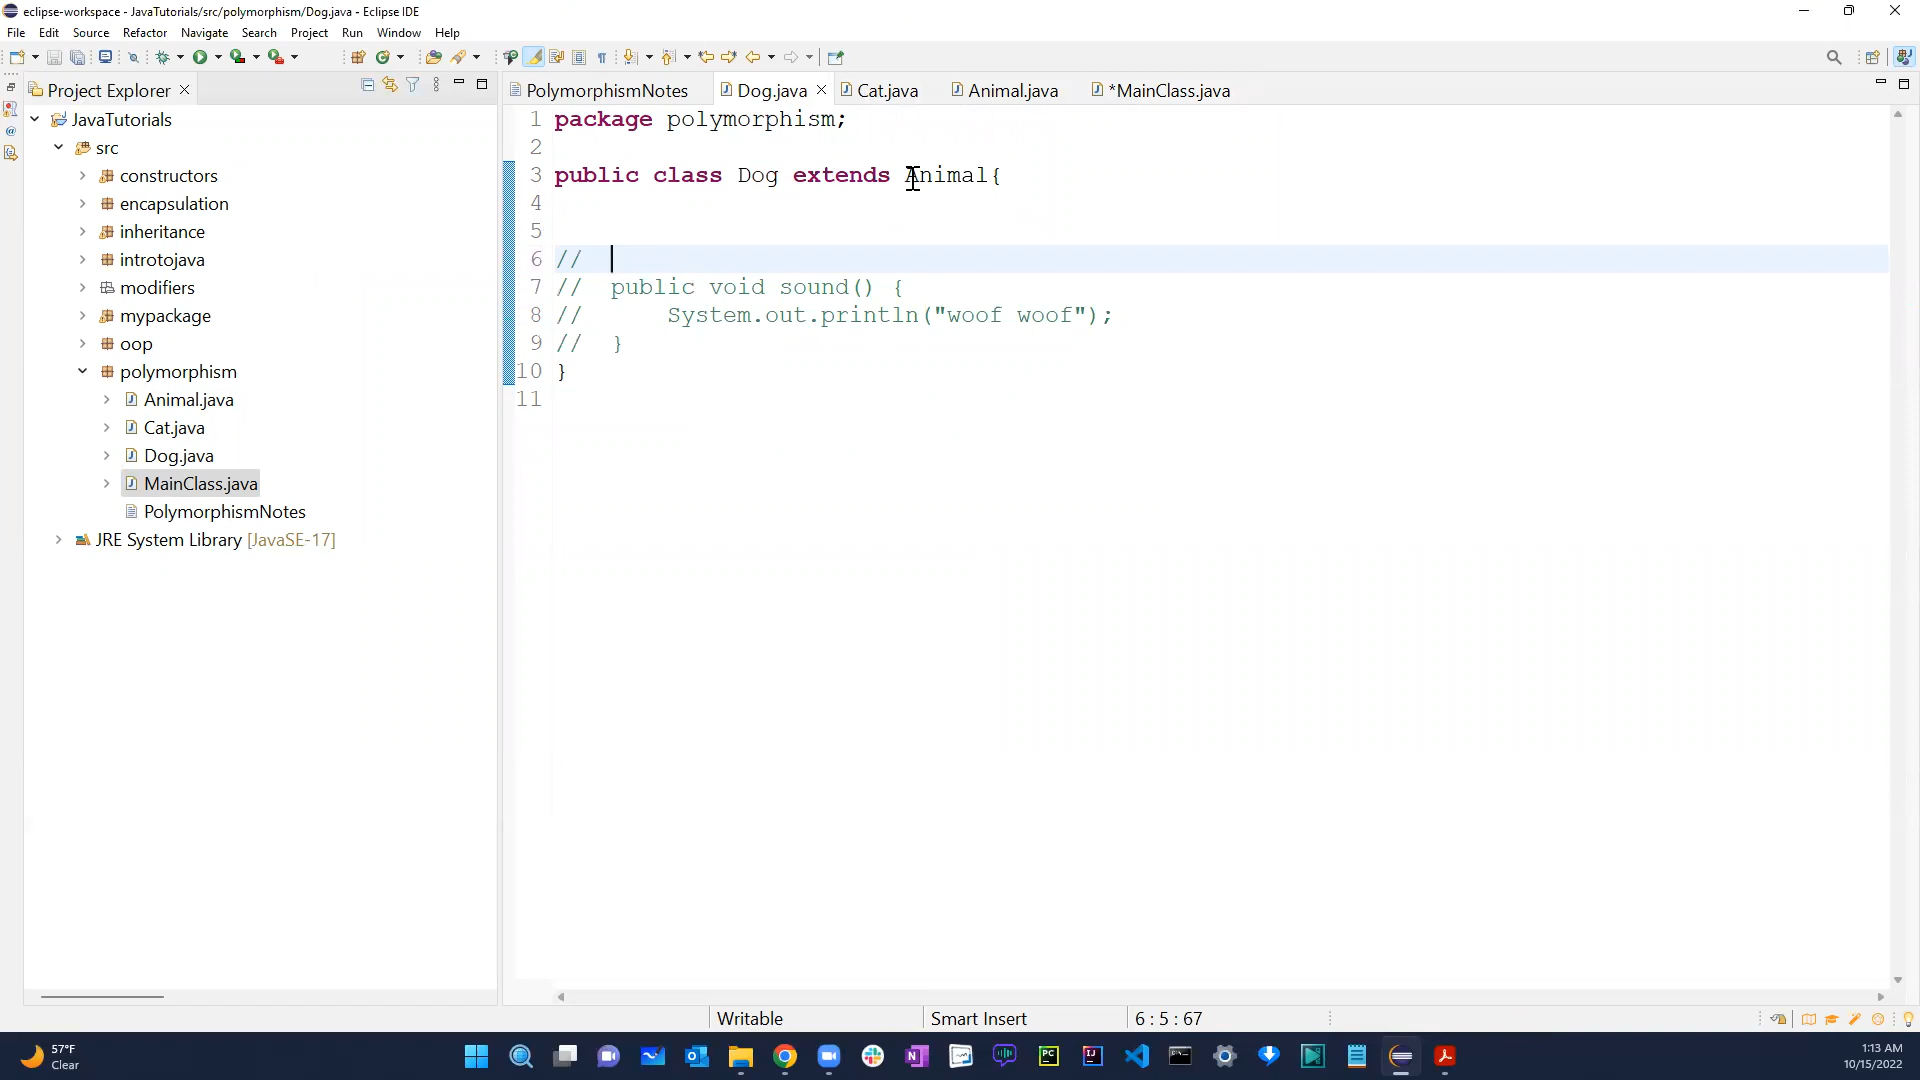 eclipse-workspace - JavaTutorials/src/polymorphism/Dog.java - Eclipse IDE
File Edit Source Refactor Navigate Search Project Run Window Help
Project Explorer
PolymorphismNotes Dog.java Cat.java Animal.java *MainClass.java
JavaTutorials
src
constructors
encapsulation
inheritance
introtojava
modifiers
mypackage
oop
polymorphism
Animal.java
Cat.java
Dog.java
MainClass.java
PolymorphismNotes
JRE System Library [JavaSE-17]
1 package polymorphism;
2
3 public class Dog extends Animal{
4
5
6 //
7 // public void sound() {
8 // System.out.println("woof woof");
9 // }
10 }
11
Writable Smart Insert 6 : 5 : 67
57°F
Clear
1:13 AM
10/15/2022